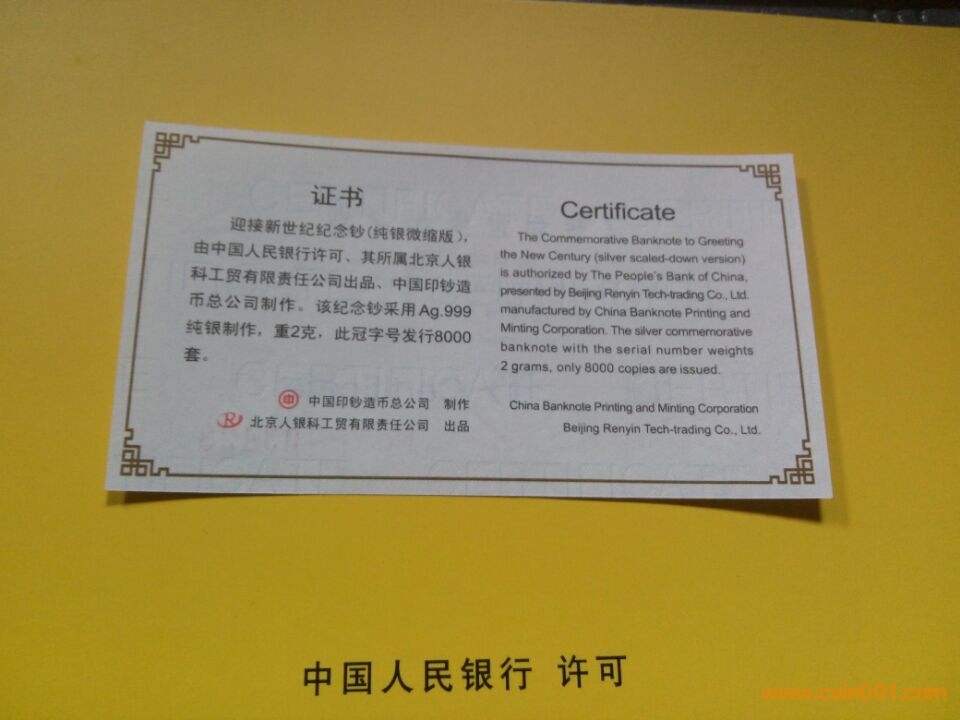 证书
迎接新世纪纪念钞(纯银微缩版),
由中国人民银行许可、其所属北京人银
科工贸有限责任公司出品、中国印钞造
币总公司制作。该纪念钞采用Ag.999
纯银制作，重2克，此冠字号发行8000
套。
中国印钞造币总公司 制作
北京人银科工贸有限责任公司 出品
Certificate
The Commemorative Banknote to Greeting
the New Century (silver scaled-down version)
is authorized by The People's Bank of China,
presented by Beijing Renyin Tech-trading Co., Ltd.
manufactured by China Banknote Printing and
Minting Corporation. The silver commemorative
banknote with the serial number weights
2 grams, only 8000 copies are issued.
China Banknote Printing and Minting Corporation
Beijing Renyin Tech-trading Co., Ltd.
中国人民银行 许可
www.coin001.com